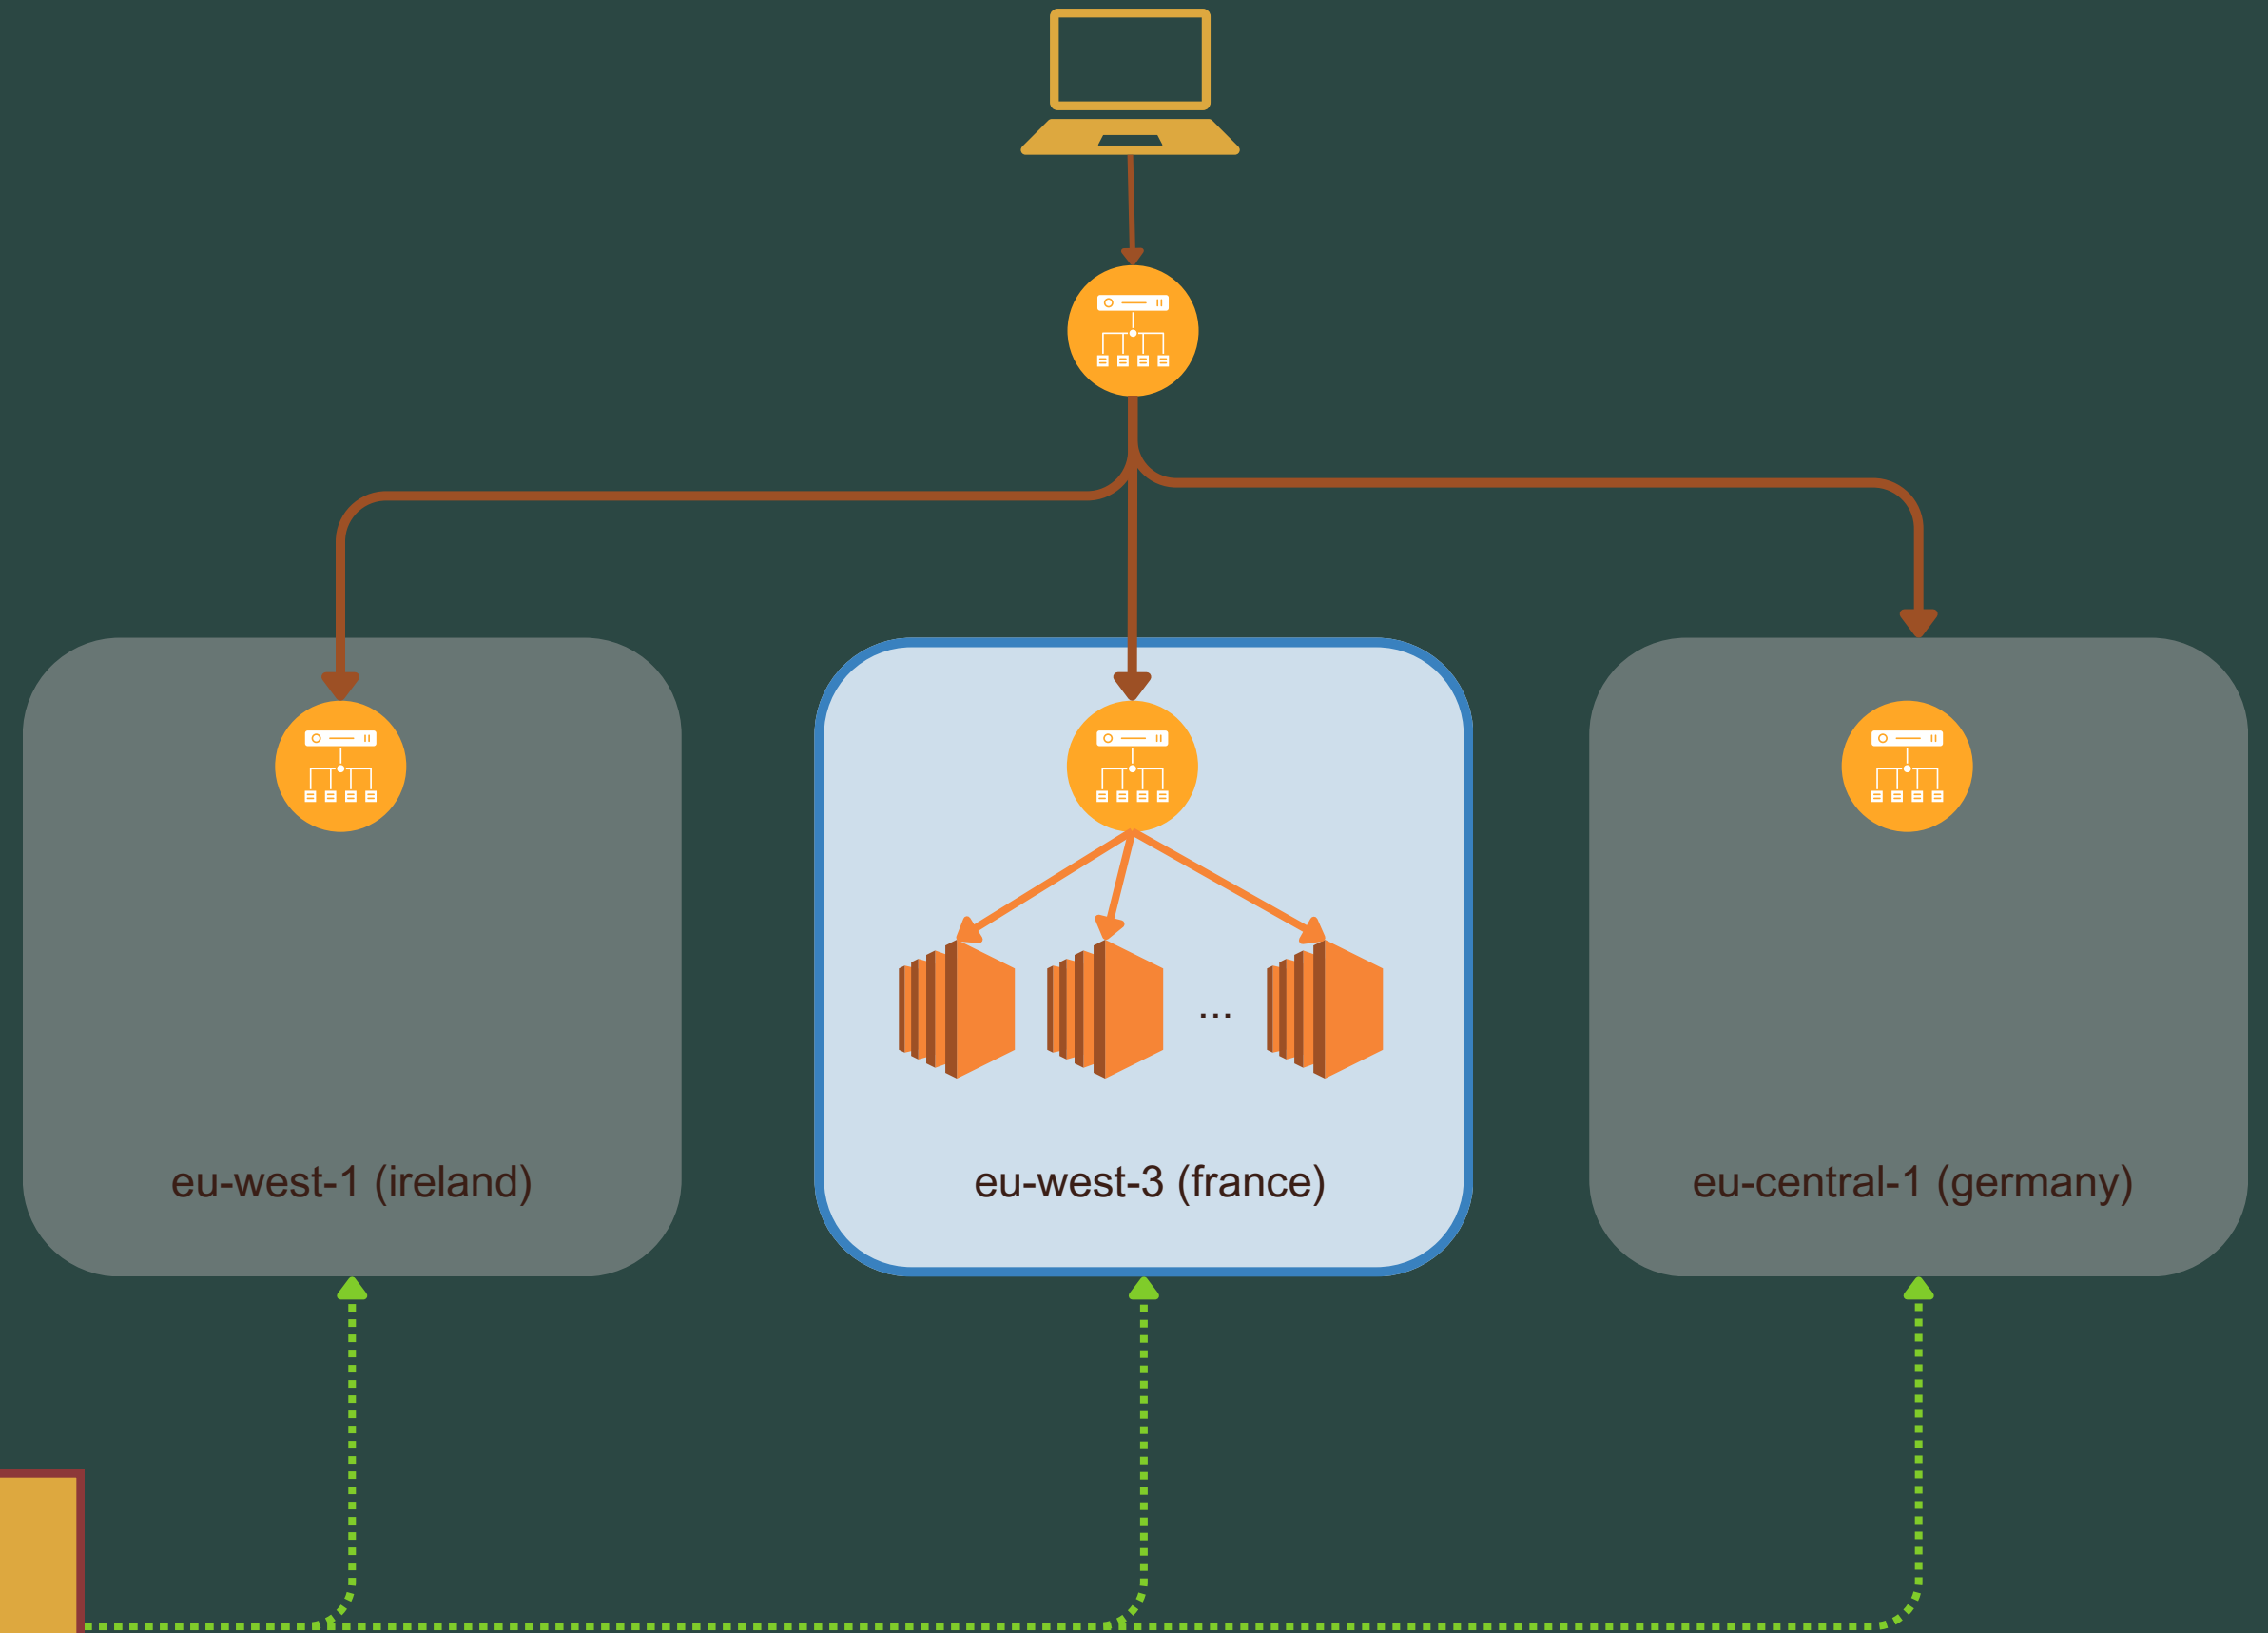 ...
eu-west-1 (ireland)
eu-west-3 (france)
eu-central-1 (germany)